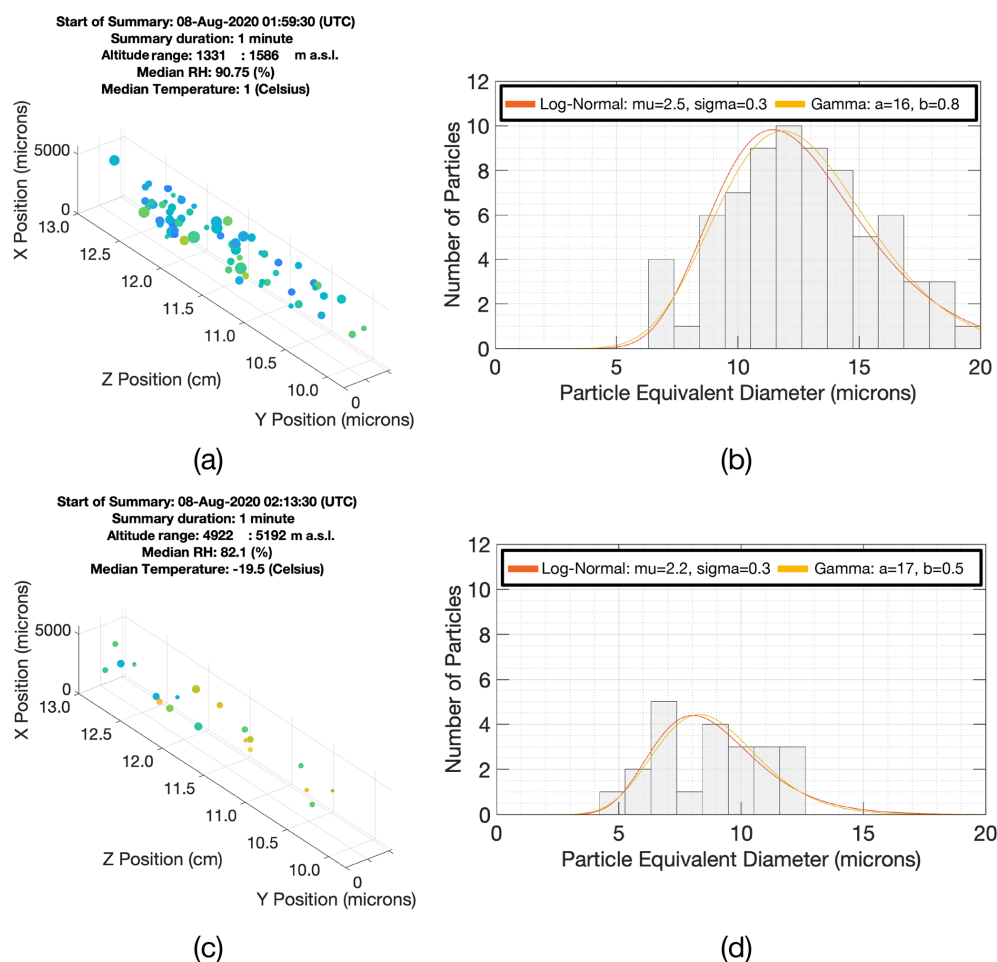 Start of Summary: 08-Aug-2020 01:59:30 (UTC)
Summary duration: 1 minute
Altitude range: 1331 : 1586 m a.s.l.
Median RH: 90.75 (%)
Median Temperature: 1 (Celsius)
X Position (microns)
5000
0
13.0
12.5
12.0
11.5
11.0
10.5
10.0
0
Z Position (cm)
Y Position (microns)
(a)
12
10
8
6
4
2
0
Number of Particles
Log-Normal: mu=2.5, sigma=0.3 Gamma: a=16, b=0.8
0 5 10 15 20
Particle Equivalent Diameter (microns)
(b)
Start of Summary: 08-Aug-2020 02:13:30 (UTC)
Summary duration: 1 minute
Altitude range: 4922 : 5192 m a.s.l.
Median RH: 82.1 (%)
Median Temperature: -19.5 (Celsius)
X Position (microns)
5000
0
13.0
12.5
12.0
11.5
11.0
10.5
10.0
0
Z Position (cm)
Y Position (microns)
(c)
12
10
8
6
4
2
0
Number of Particles
Log-Normal: mu=2.2, sigma=0.3 Gamma: a=17, b=0.5
0 5 10 15 20
Particle Equivalent Diameter (microns)
(d)